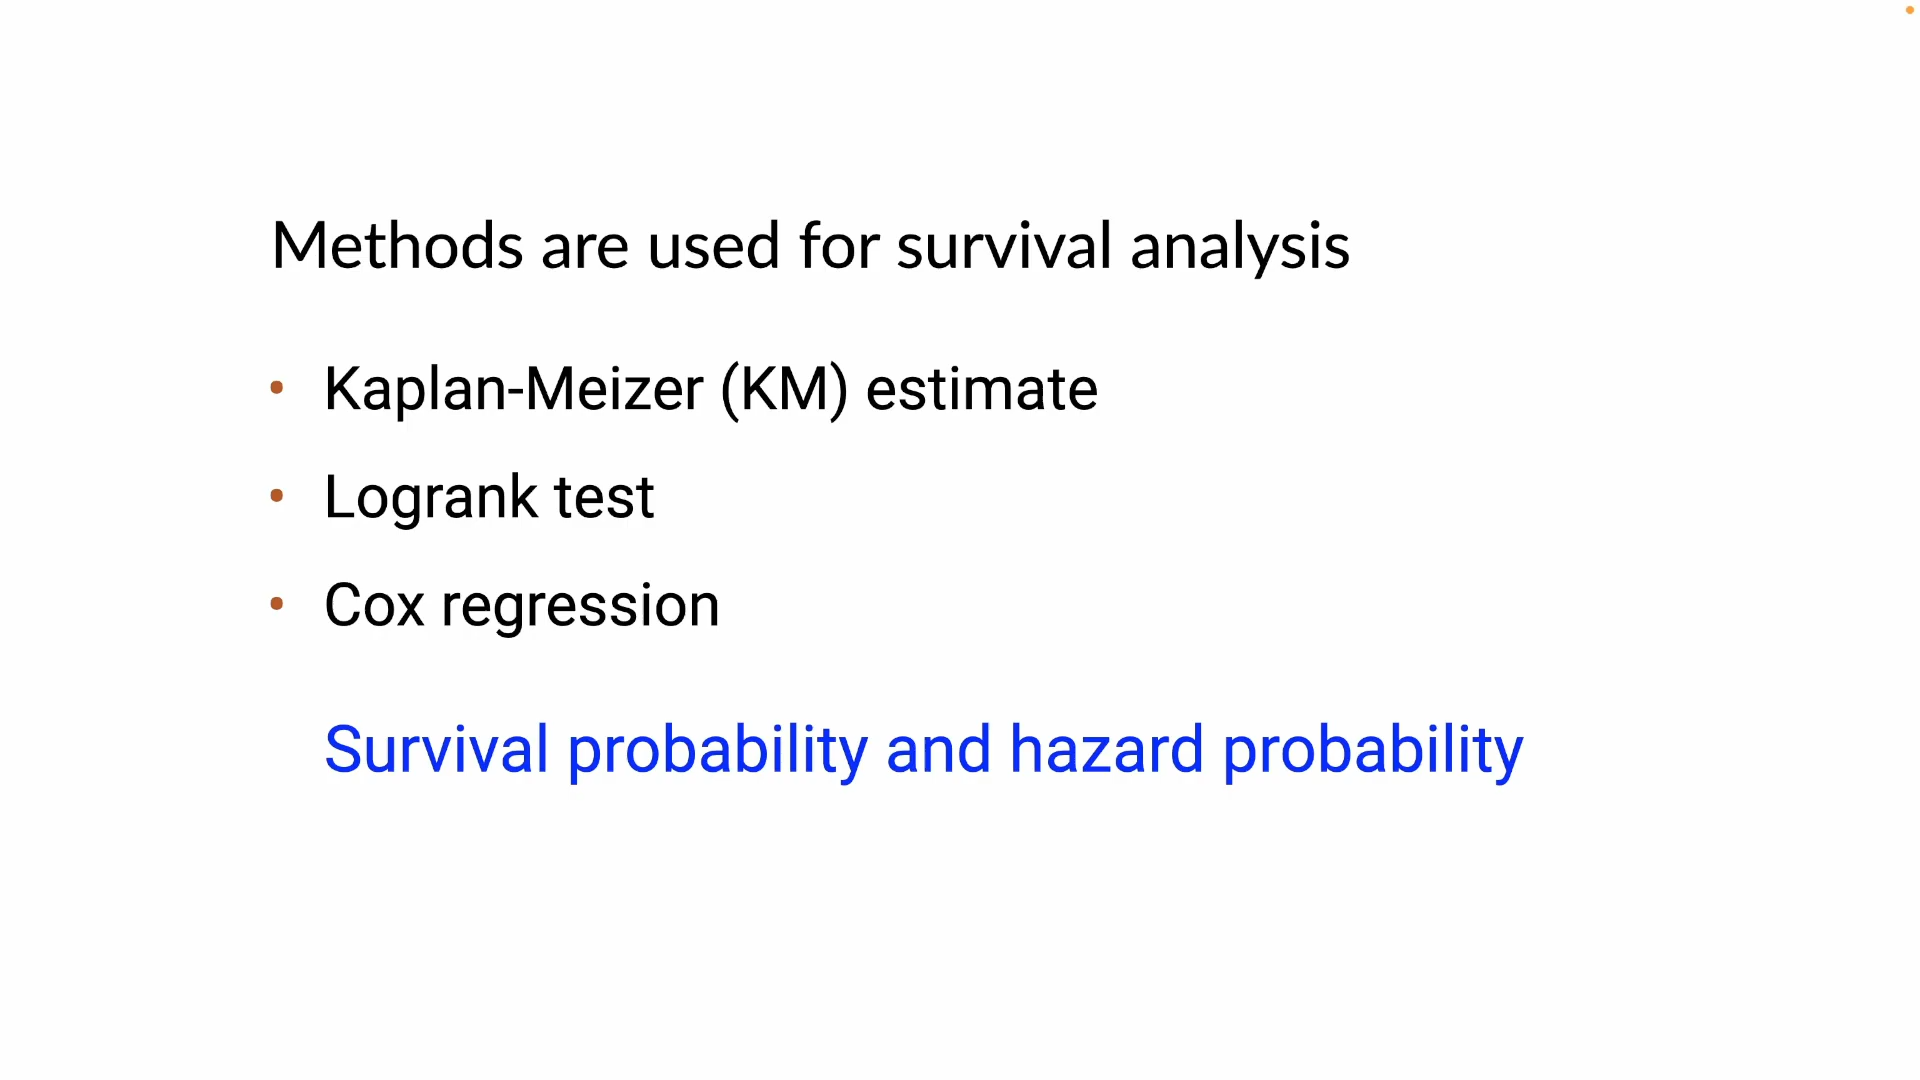 Methods are used for survival analysis
• Kaplan-Meizer (KM) estimate
• Logrank test
• Cox regression
Survival probability and hazard probability